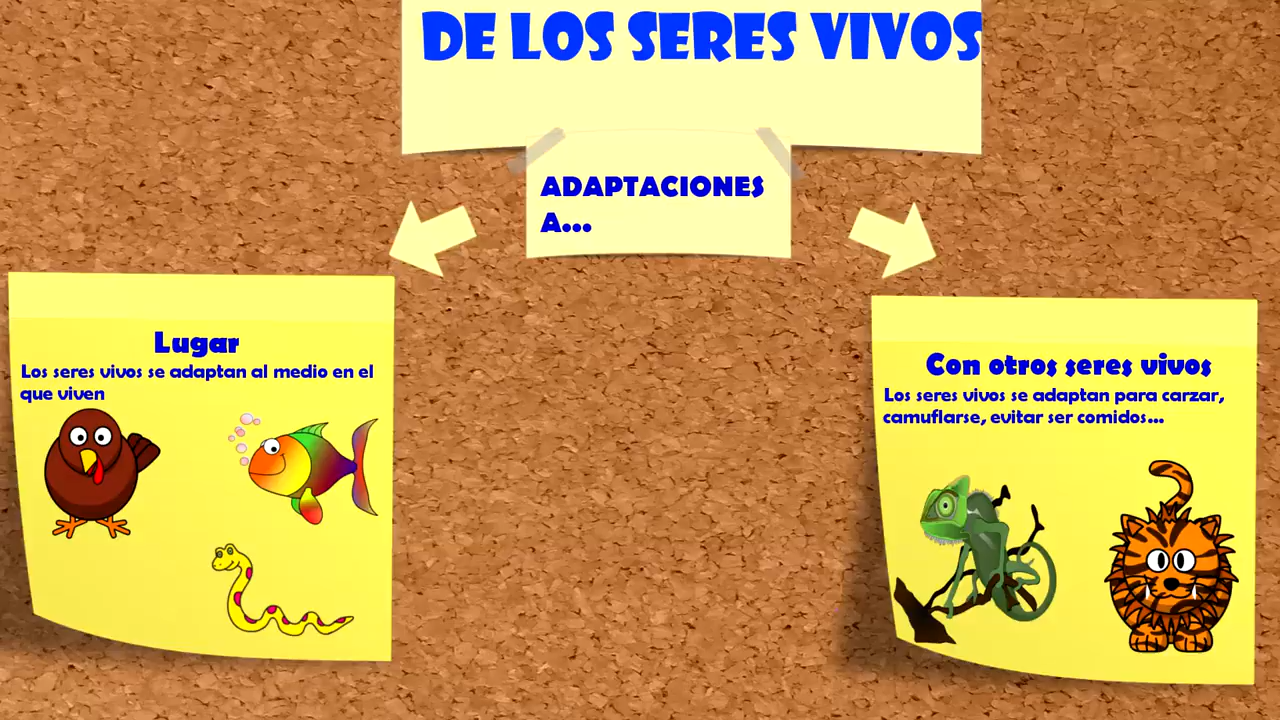 DE LOS SERES VIVOS
ADAPTACIONES
A...
Lugar
Los seres vivos se adaptan al medio en el
que viven
Con otros seres vivos
Los seres vivos se adaptan para carzar,
camuflarse, evitar ser comidos...